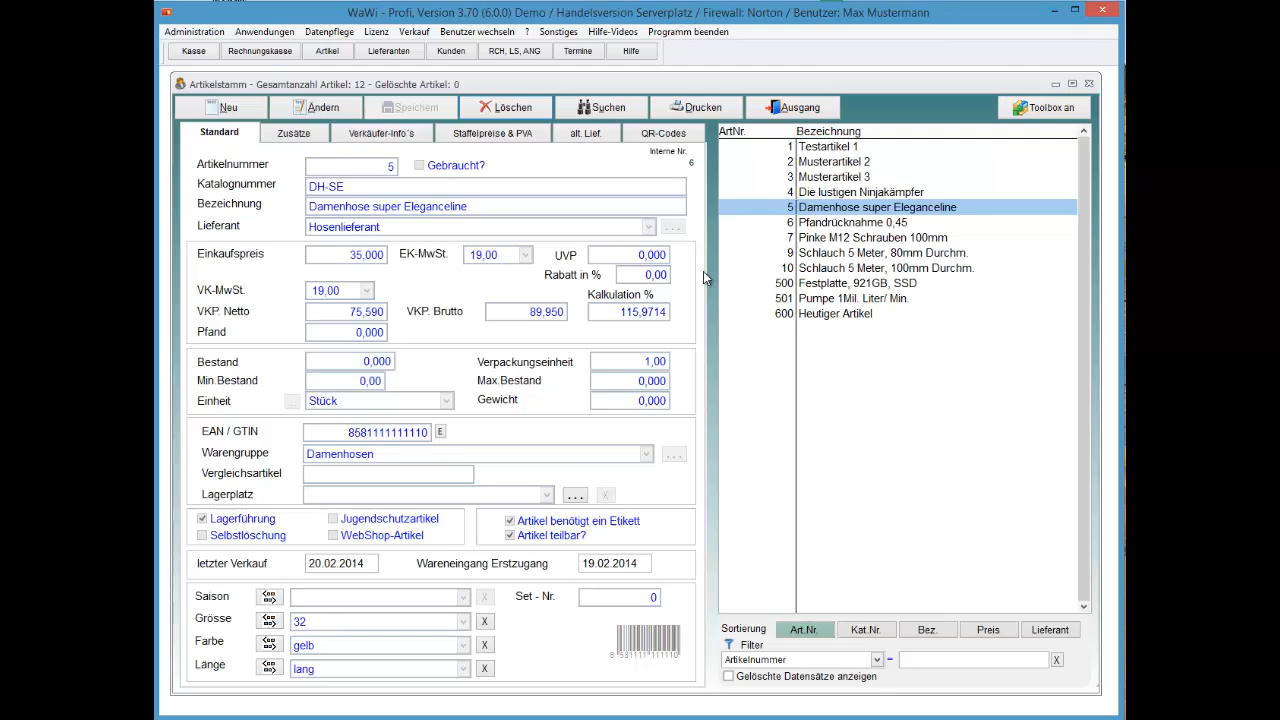 WaWi - Profi, Version 3.70 (6.0.0) Demo / Handelsversion Serverplatz / Firewall: Norton / Benutzer: Max Mustermann
Administration Anwendungen Datenpflege Lizenz Verkauf Benutzer wechseln ? Sonstiges Hilfe-Videos Programm beenden
Kasse Rechnungskasse Artikel Lieferanten Kunden RCH, LS, ANG Termine Hilfe
Artikelstamm - Gesamtanzahl Artikel: 12 - Gelöschte Artikel: 0
Neu Ändern Speichern Löschen Suchen Drucken Ausgang Toolbox an
Standard Zusätze Verkäufer-Info´s Staffelpreise & PVA alt. Lief. QR-Codes
Interne Nr.
6
Artikelnummer 5 Gebraucht?
Katalognummer DH-SE
Bezeichnung Damenhose super Eleganceline
Lieferant Hosenlieferant ...
Einkaufspreis 35,000 EK-MwSt. 19,00 UVP 0,000
Rabatt in % 0,00
VK-MwSt. 19,00 Kalkulation %
VKP. Netto 75,590 VKP. Brutto 89,950 115,9714
Pfand 0,000
Bestand 0,000 Verpackungseinheit 1,00
Min.Bestand 0,00 Max.Bestand 0,000
Einheit ... Stück Gewicht 0,000
EAN / GTIN 8581111111110 E
Warengruppe Damenhosen ...
Vergleichsartikel
Lagerplatz ... X
Lagerführung Jugendschutzartikel Artikel benötigt ein Etikett
Selbstlöschung WebShop-Artikel Artikel teilbar?
letzter Verkauf 20.02.2014 Wareneingang Erstzugang 19.02.2014
Saison X Set - Nr. 0
Grösse 32 X
Farbe gelb X
Länge lang X
8 581111 111110
ArtNr. Bezeichnung
1 Testartikel 1
2 Musterartikel 2
3 Musterartikel 3
4 Die lustigen Ninjakämpfer
5 Damenhose super Eleganceline
6 Pfandrücknahme 0,45
7 Pinke M12 Schrauben 100mm
9 Schlauch 5 Meter, 80mm Durchm.
10 Schlauch 5 Meter, 100mm Durchm.
500 Festplatte, 921GB, SSD
501 Pumpe 1Mil. Liter/ Min.
600 Heutiger Artikel
Sortierung Art.Nr. Kat.Nr. Bez. Preis Lieferant
Filter
Artikelnummer = X
Gelöschte Datensätze anzeigen